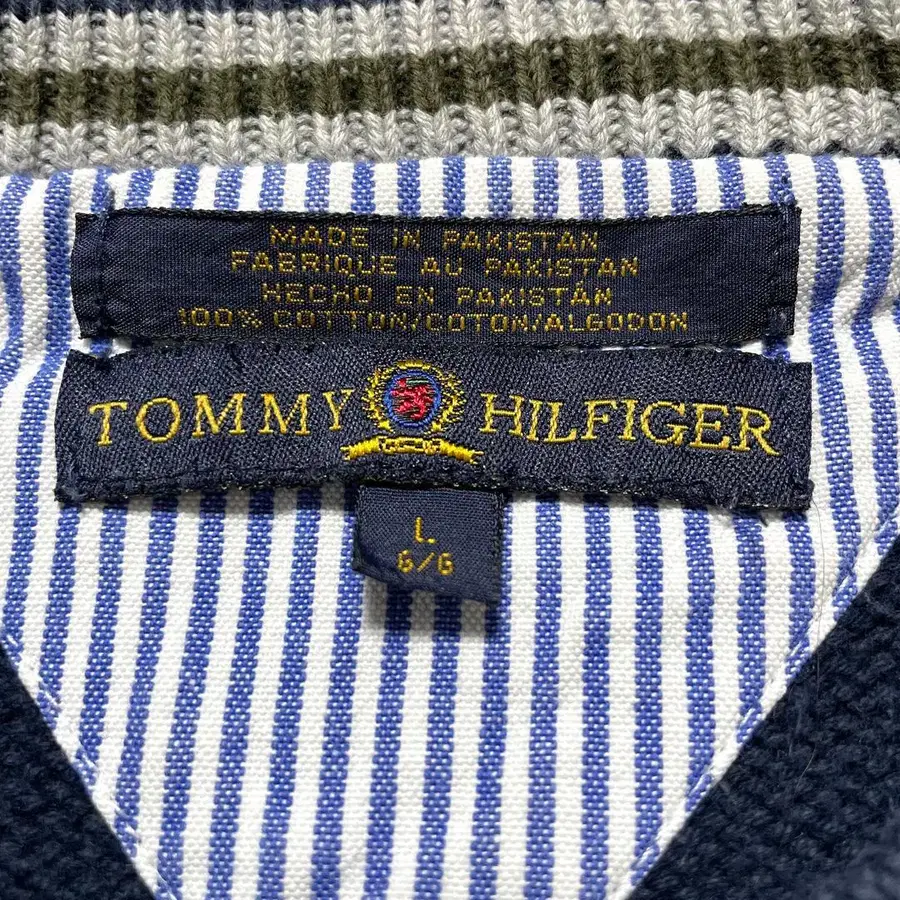 MADE IN PAKISTAN
FABRIQUE AU PAKISTAN
HECHO EN PAKISTÁN
100% COTTON/COTON/ALGODON
TOMMY HILFIGER
L
G/G